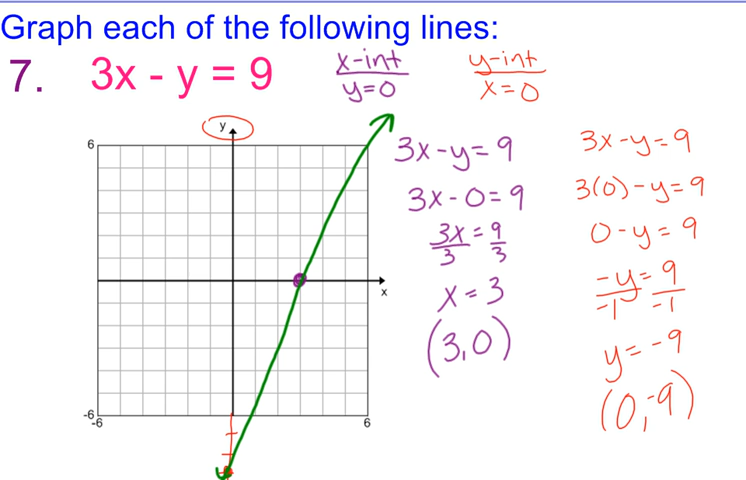 Graph each of the following lines:
7. 3x - y = 9
x-int
y=0
y-int
x=0
y
6
x
-6
-6
6
3x-y=9
3x-0=9
3x/3 = 9/3
x=3
(3,0)
3x-y=9
3(0)-y=9
0-y=9
-y/-1 = 9/-1
y=-9
(0,-9)